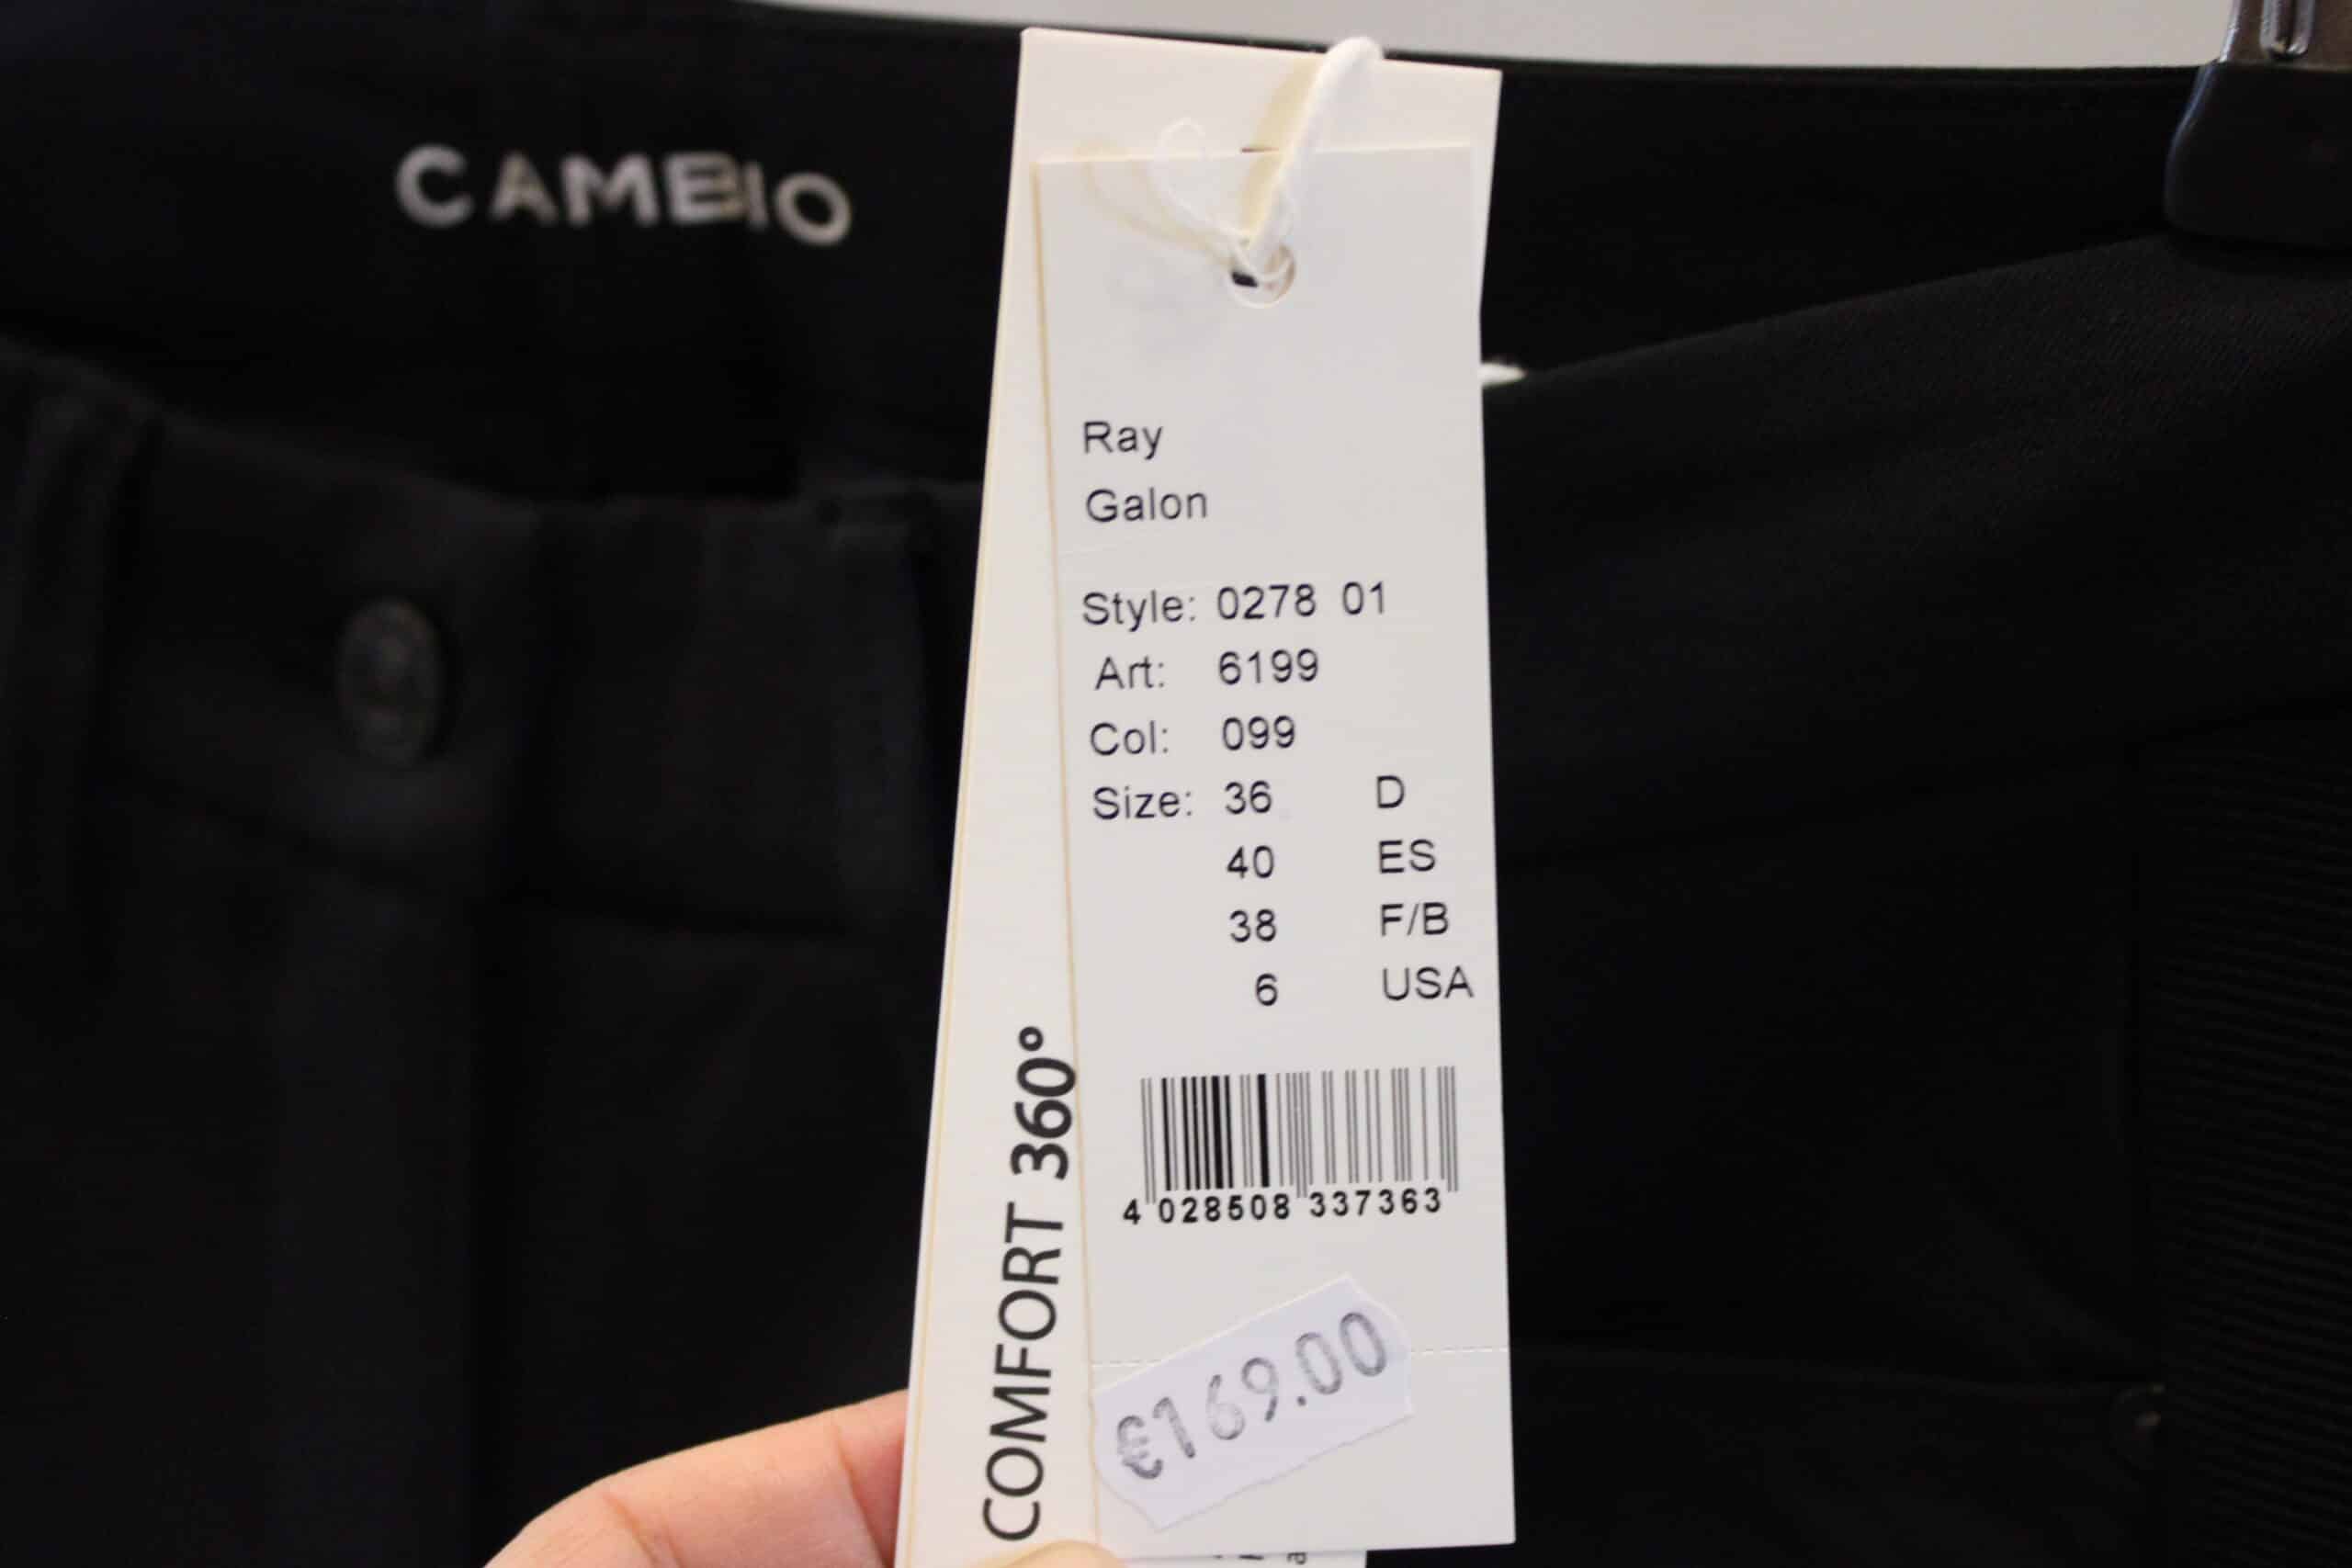 CAMBIO
Ray
Galon
Style: 0278 01
Art: 6199
Col: 099
Size: 36 D
40 ES
38 F/B
6 USA
4 028508 337363
€169.00
COMFORT 360°